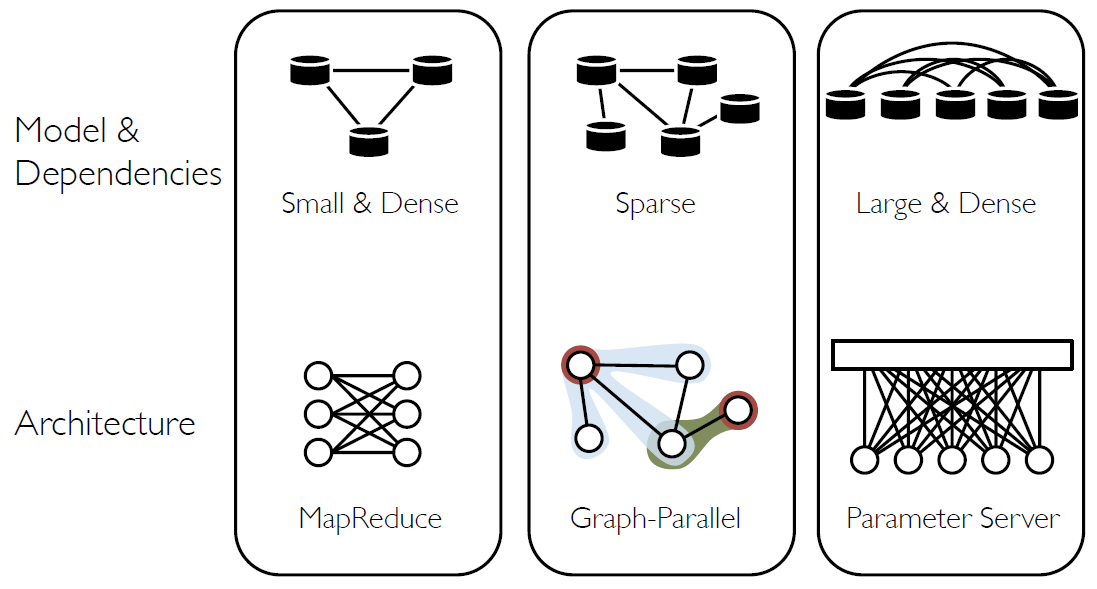 Model &
Dependencies
Small & Dense
Sparse
Large & Dense
Architecture
MapReduce
Graph-Parallel
Parameter Server